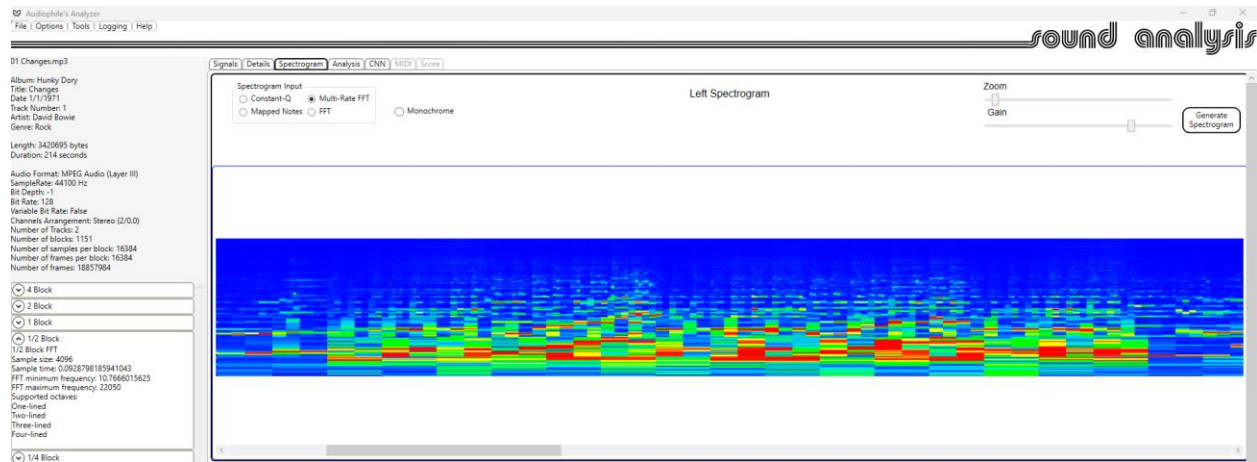 Audiophile's Analyzer
File Options Tools Logging Help
sound analysis
01 Changes.mp3
Album: Hunky Dory
Title: Changes
Date 1/1/1971
Track Number: 1
Artist: David Bowie
Genre: Rock
Length: 3420695 bytes
Duration: 214 seconds
Audio Format: MPEG Audio (Layer III)
SampleRate: 44100 Hz
Bit Depth: -1
Bit Rate: 128
Variable Bit Rate: False
Channels Arrangement: Stereo (2/0.0)
Number of Tracks: 2
Number of blocks: 1151
Number of samples per block: 16384
Number of frames per block: 16384
Number of frames: 18857984
4 Block
2 Block
1 Block
1/2 Block
1/2 Block FFT
Sample size: 4096
Sample time: 0.0928798185941043
FFT minimum frequency: 10.7666015625
FFT maximum frequency: 22050
Supported octaves:
One-lined
Two-lined
Three-lined
Four-lined
1/4 Block
Signals Details Spectrogram Analysis CNN MIDI Score
Spectrogram Input
Constant-Q Multi-Rate FFT
Mapped Notes FFT
Monochrome
Left Spectrogram
Zoom
Gain
Generate
Spectrogram